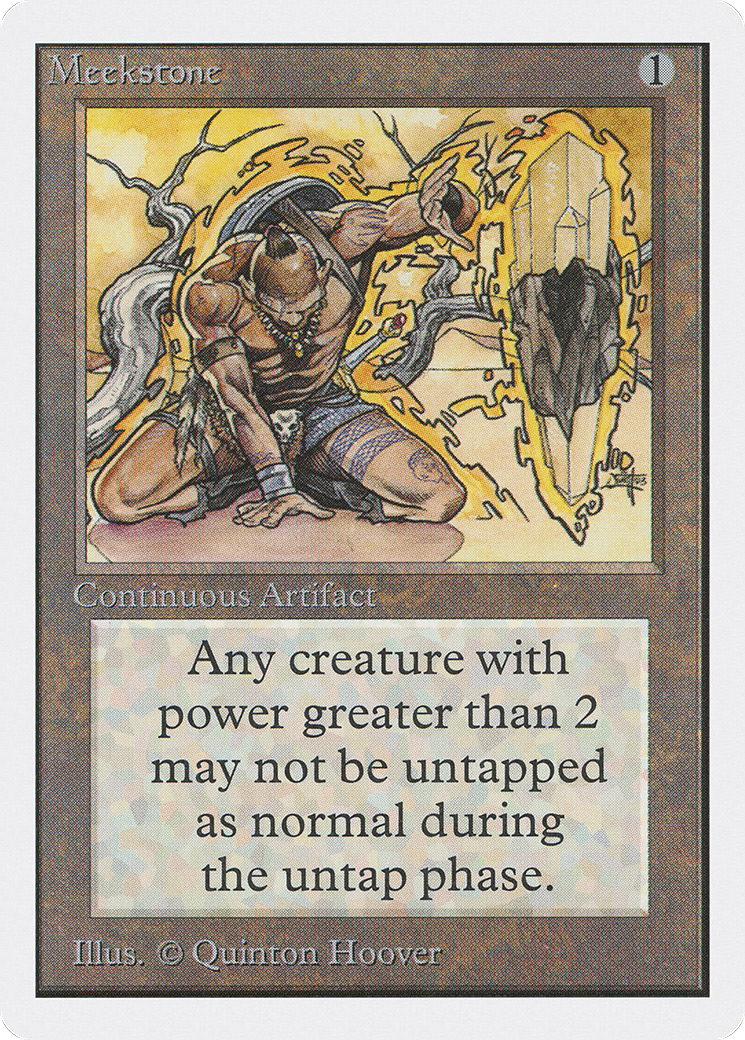 Meekstone 1
Continuous Artifact
Any creature with
power greater than 2
may not be untapped
as normal during
the untap phase.
Illus. © Quinton Hoover